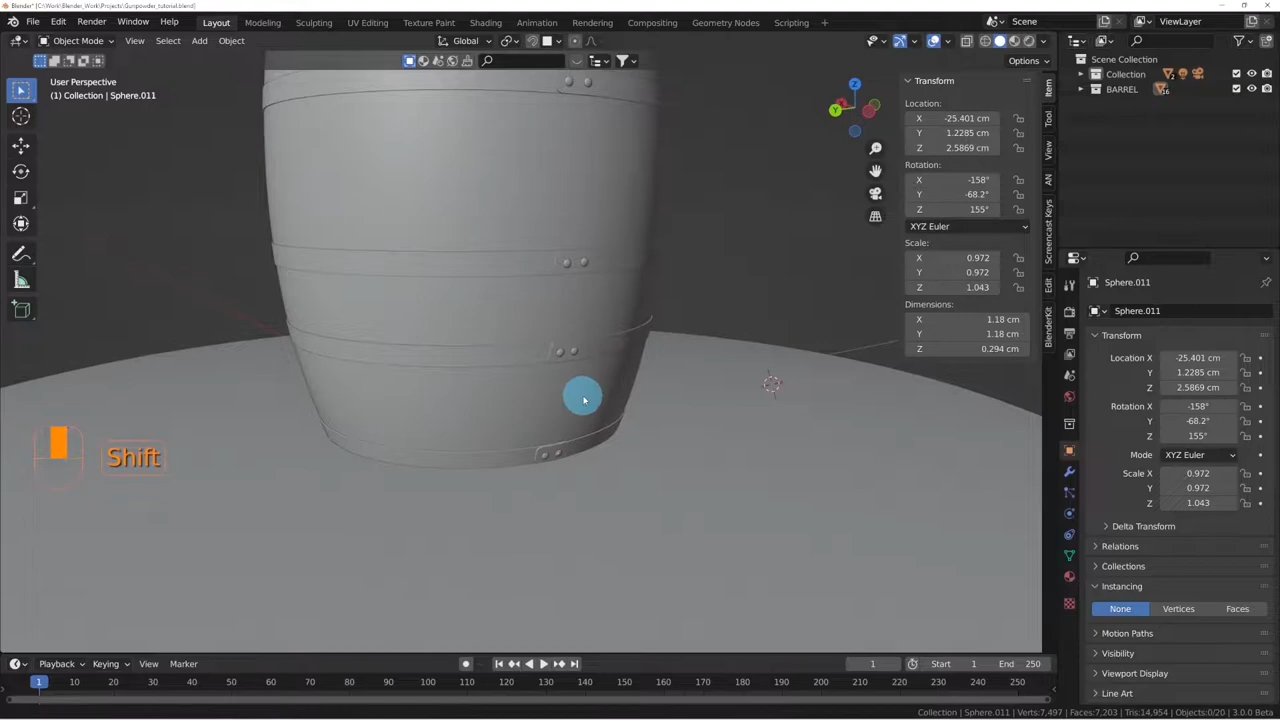 Blender* [C:\Work\Blender_Work\Projects\Gunpowder_tutorial.blend]
File Edit Render Window Help Layout Modeling Sculpting UV Editing Texture Paint Shading Animation Rendering Compositing Geometry Nodes Scripting Scene ViewLayer
Object Mode View Select Add Object Global
Options
User Perspective
(1) Collection | Sphere.011
Transform
Location:
X -25.401 cm
Y 1.2285 cm
Z 2.5869 cm
Rotation:
X -158°
Y -68.2°
Z 155°
XYZ Euler
Scale:
X 0.972
Y 0.972
Z 1.043
Dimensions:
X 1.18 cm
Y 1.18 cm
Z 0.294 cm
Item
Tool
View
AN
Screencast Keys
Edit
BlenderKit
Z
Y
Shift
Scene Collection
Collection 2
BARREL 16
Sphere.011
Sphere.011
Transform
Location X -25.401 cm
Y 1.2285 cm
Z 2.5869 cm
Rotation X -158°
Y -68.2°
Z 155°
Mode XYZ Euler
Scale X 0.972
Y 0.972
Z 1.043
Delta Transform
Relations
Collections
Instancing
None Vertices Faces
Motion Paths
Visibility
Viewport Display
Line Art
Playback Keying View Marker 1 Start 1 End 250
1 10 20 30 40 50 60 70 80 90 100 110 120 130 140 150 160 170 180 190 200 210 220 230 240 250
Collection | Sphere.011 | Verts:7,497 | Faces:7,203 | Tris:14,954 | Objects:0/20 | 3.0.0 Beta